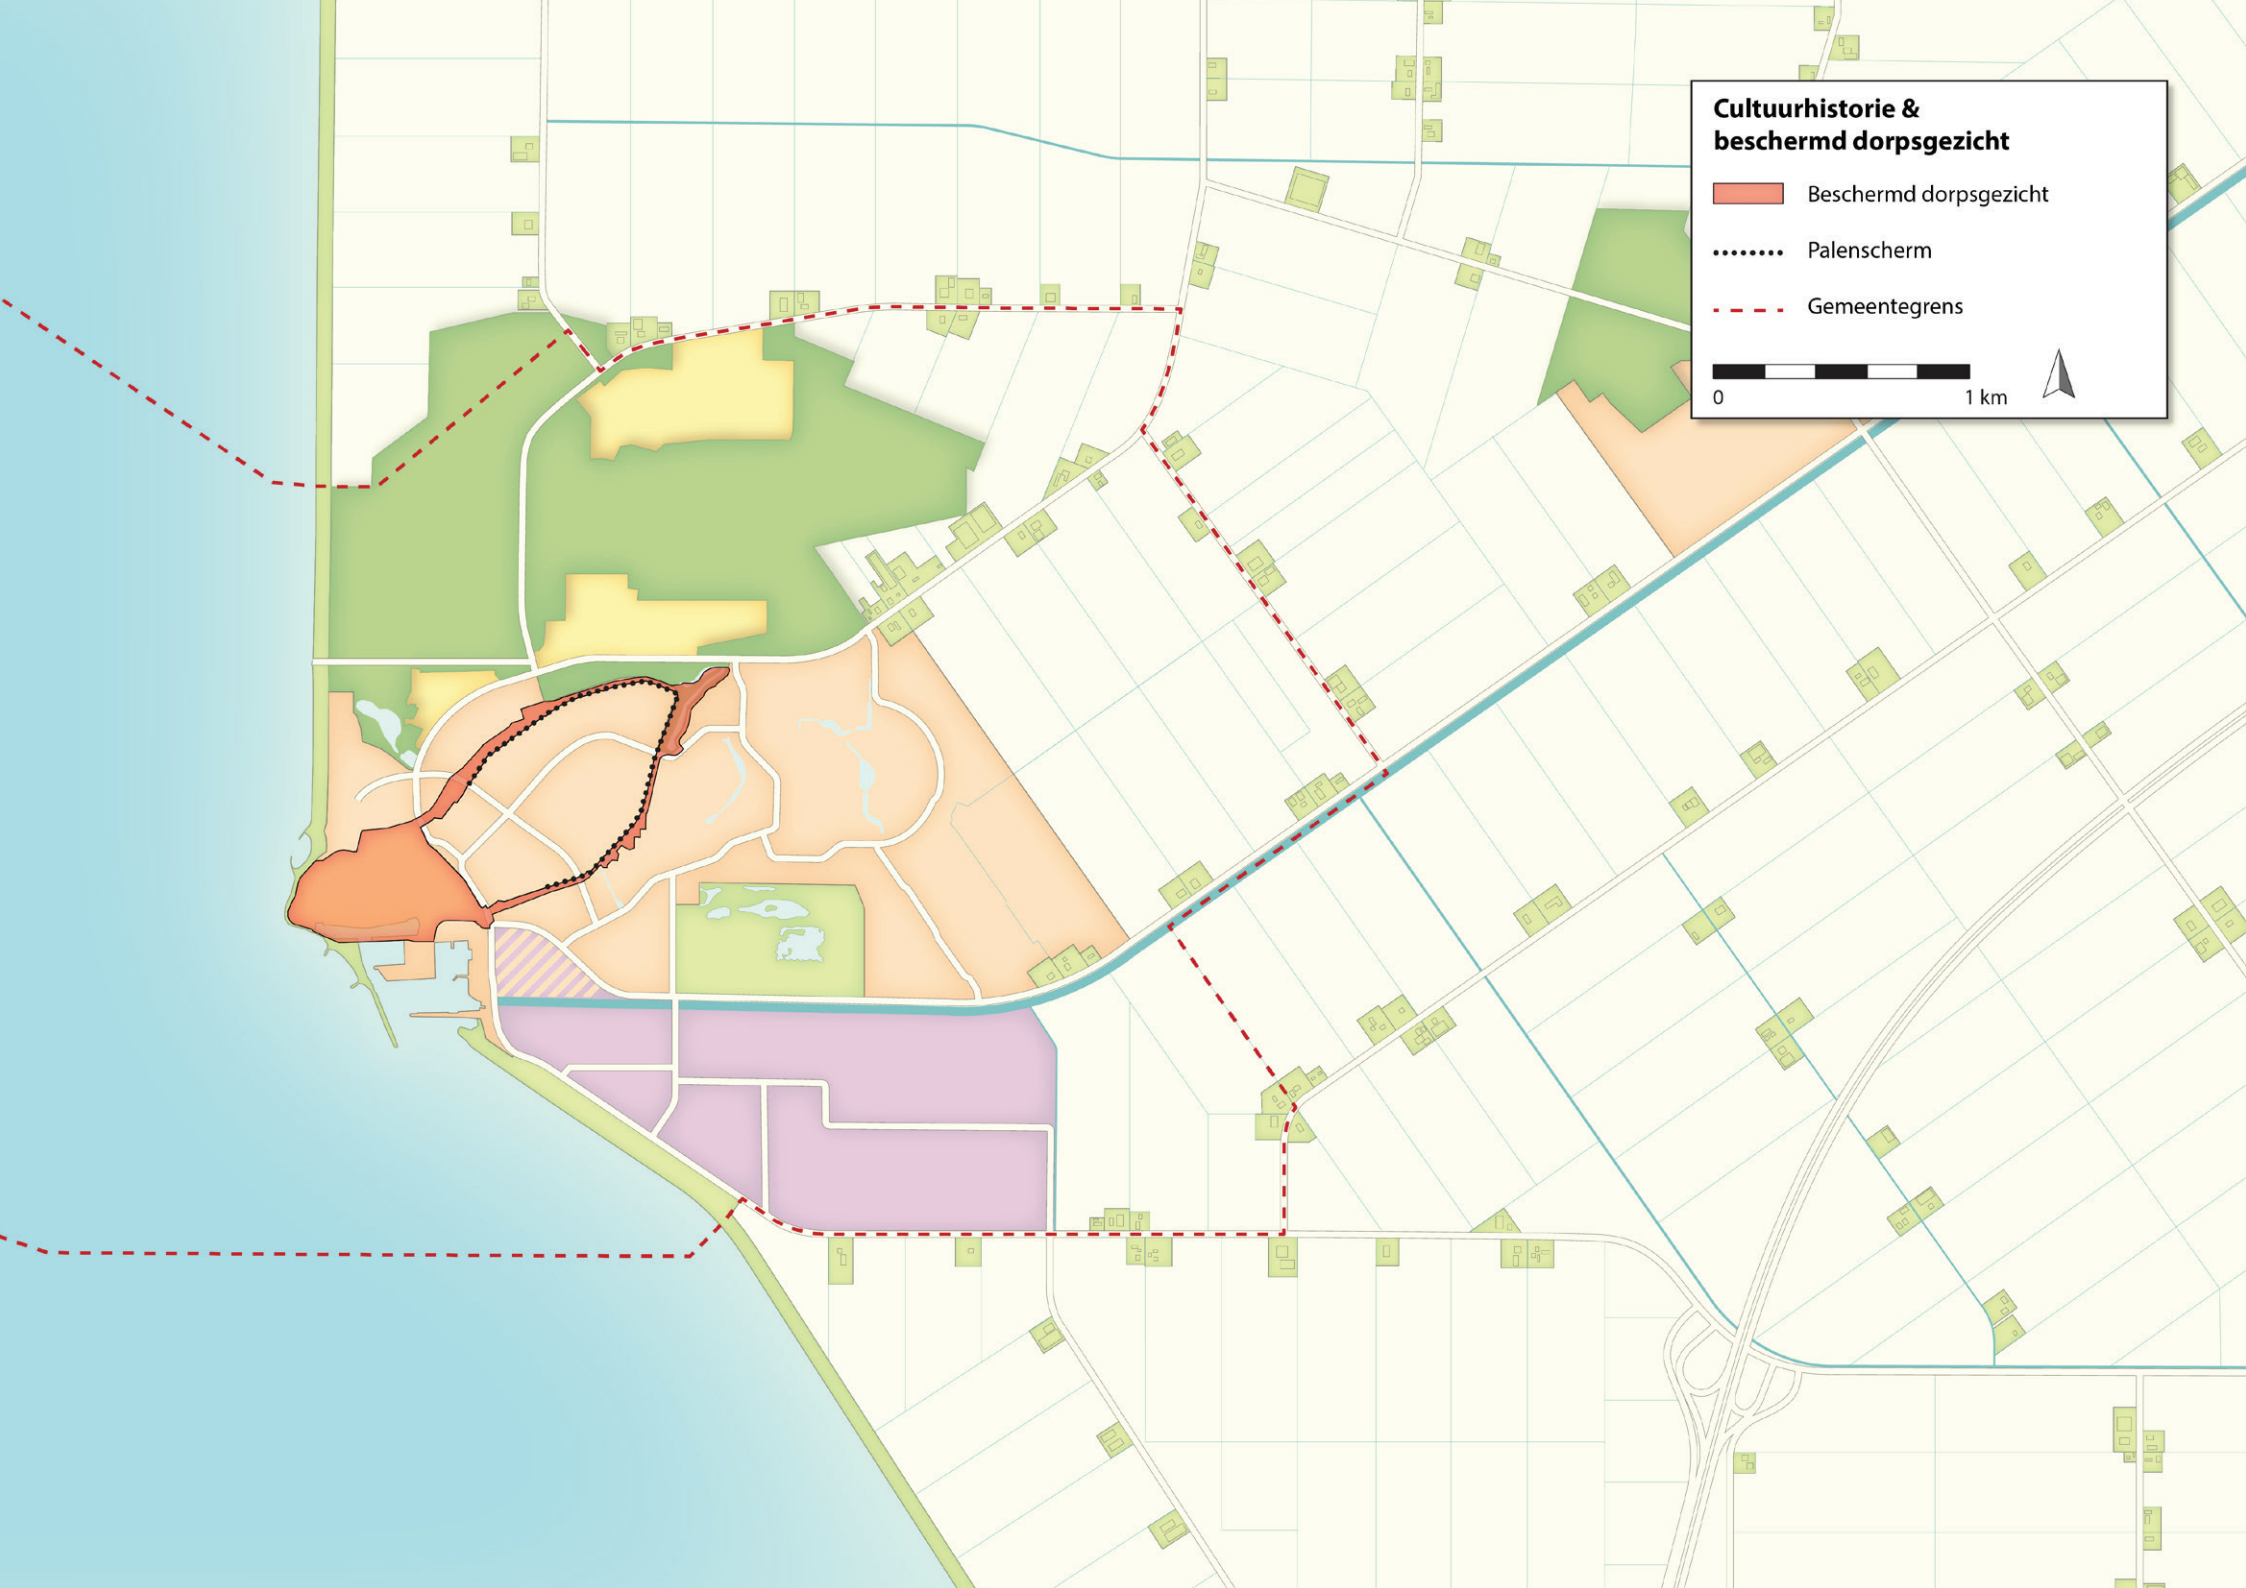 Cultuurhistorie &
beschermd dorpsgezicht
Beschermd dorpsgezicht
Palenscherm
Gemeentegrens
0 1 km